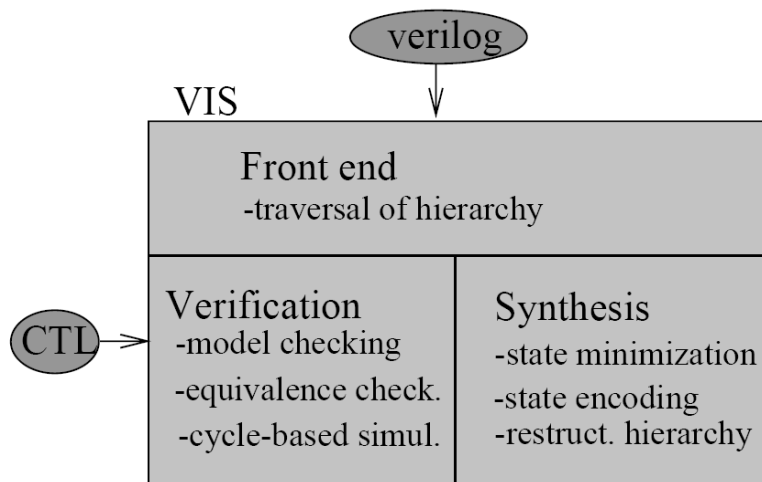 verilog
VIS
Front end
-traversal of hierarchy
CTL
Verification
-model checking
-equivalence check.
-cycle-based simul.
Synthesis
-state minimization
-state encoding
-restruct. hierarchy